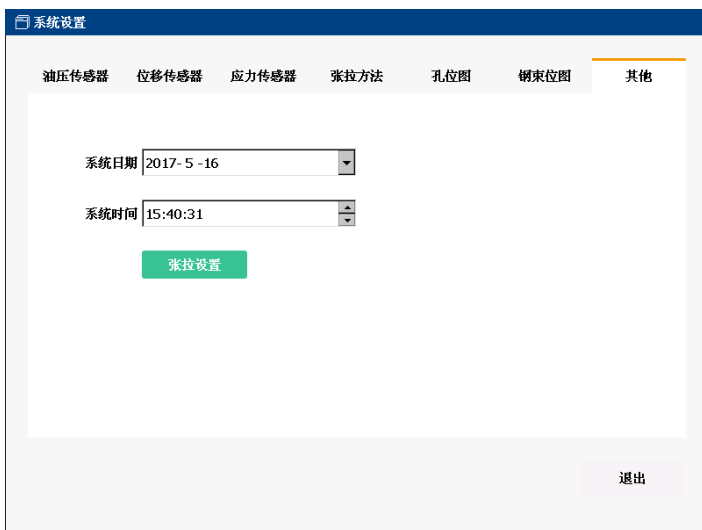 系统设置
油压传感器 位移传感器 应力传感器 张拉方法 孔位图 钢束位图 其他
系统日期 2017- 5 -16
系统时间 15:40:31
张拉设置
退出